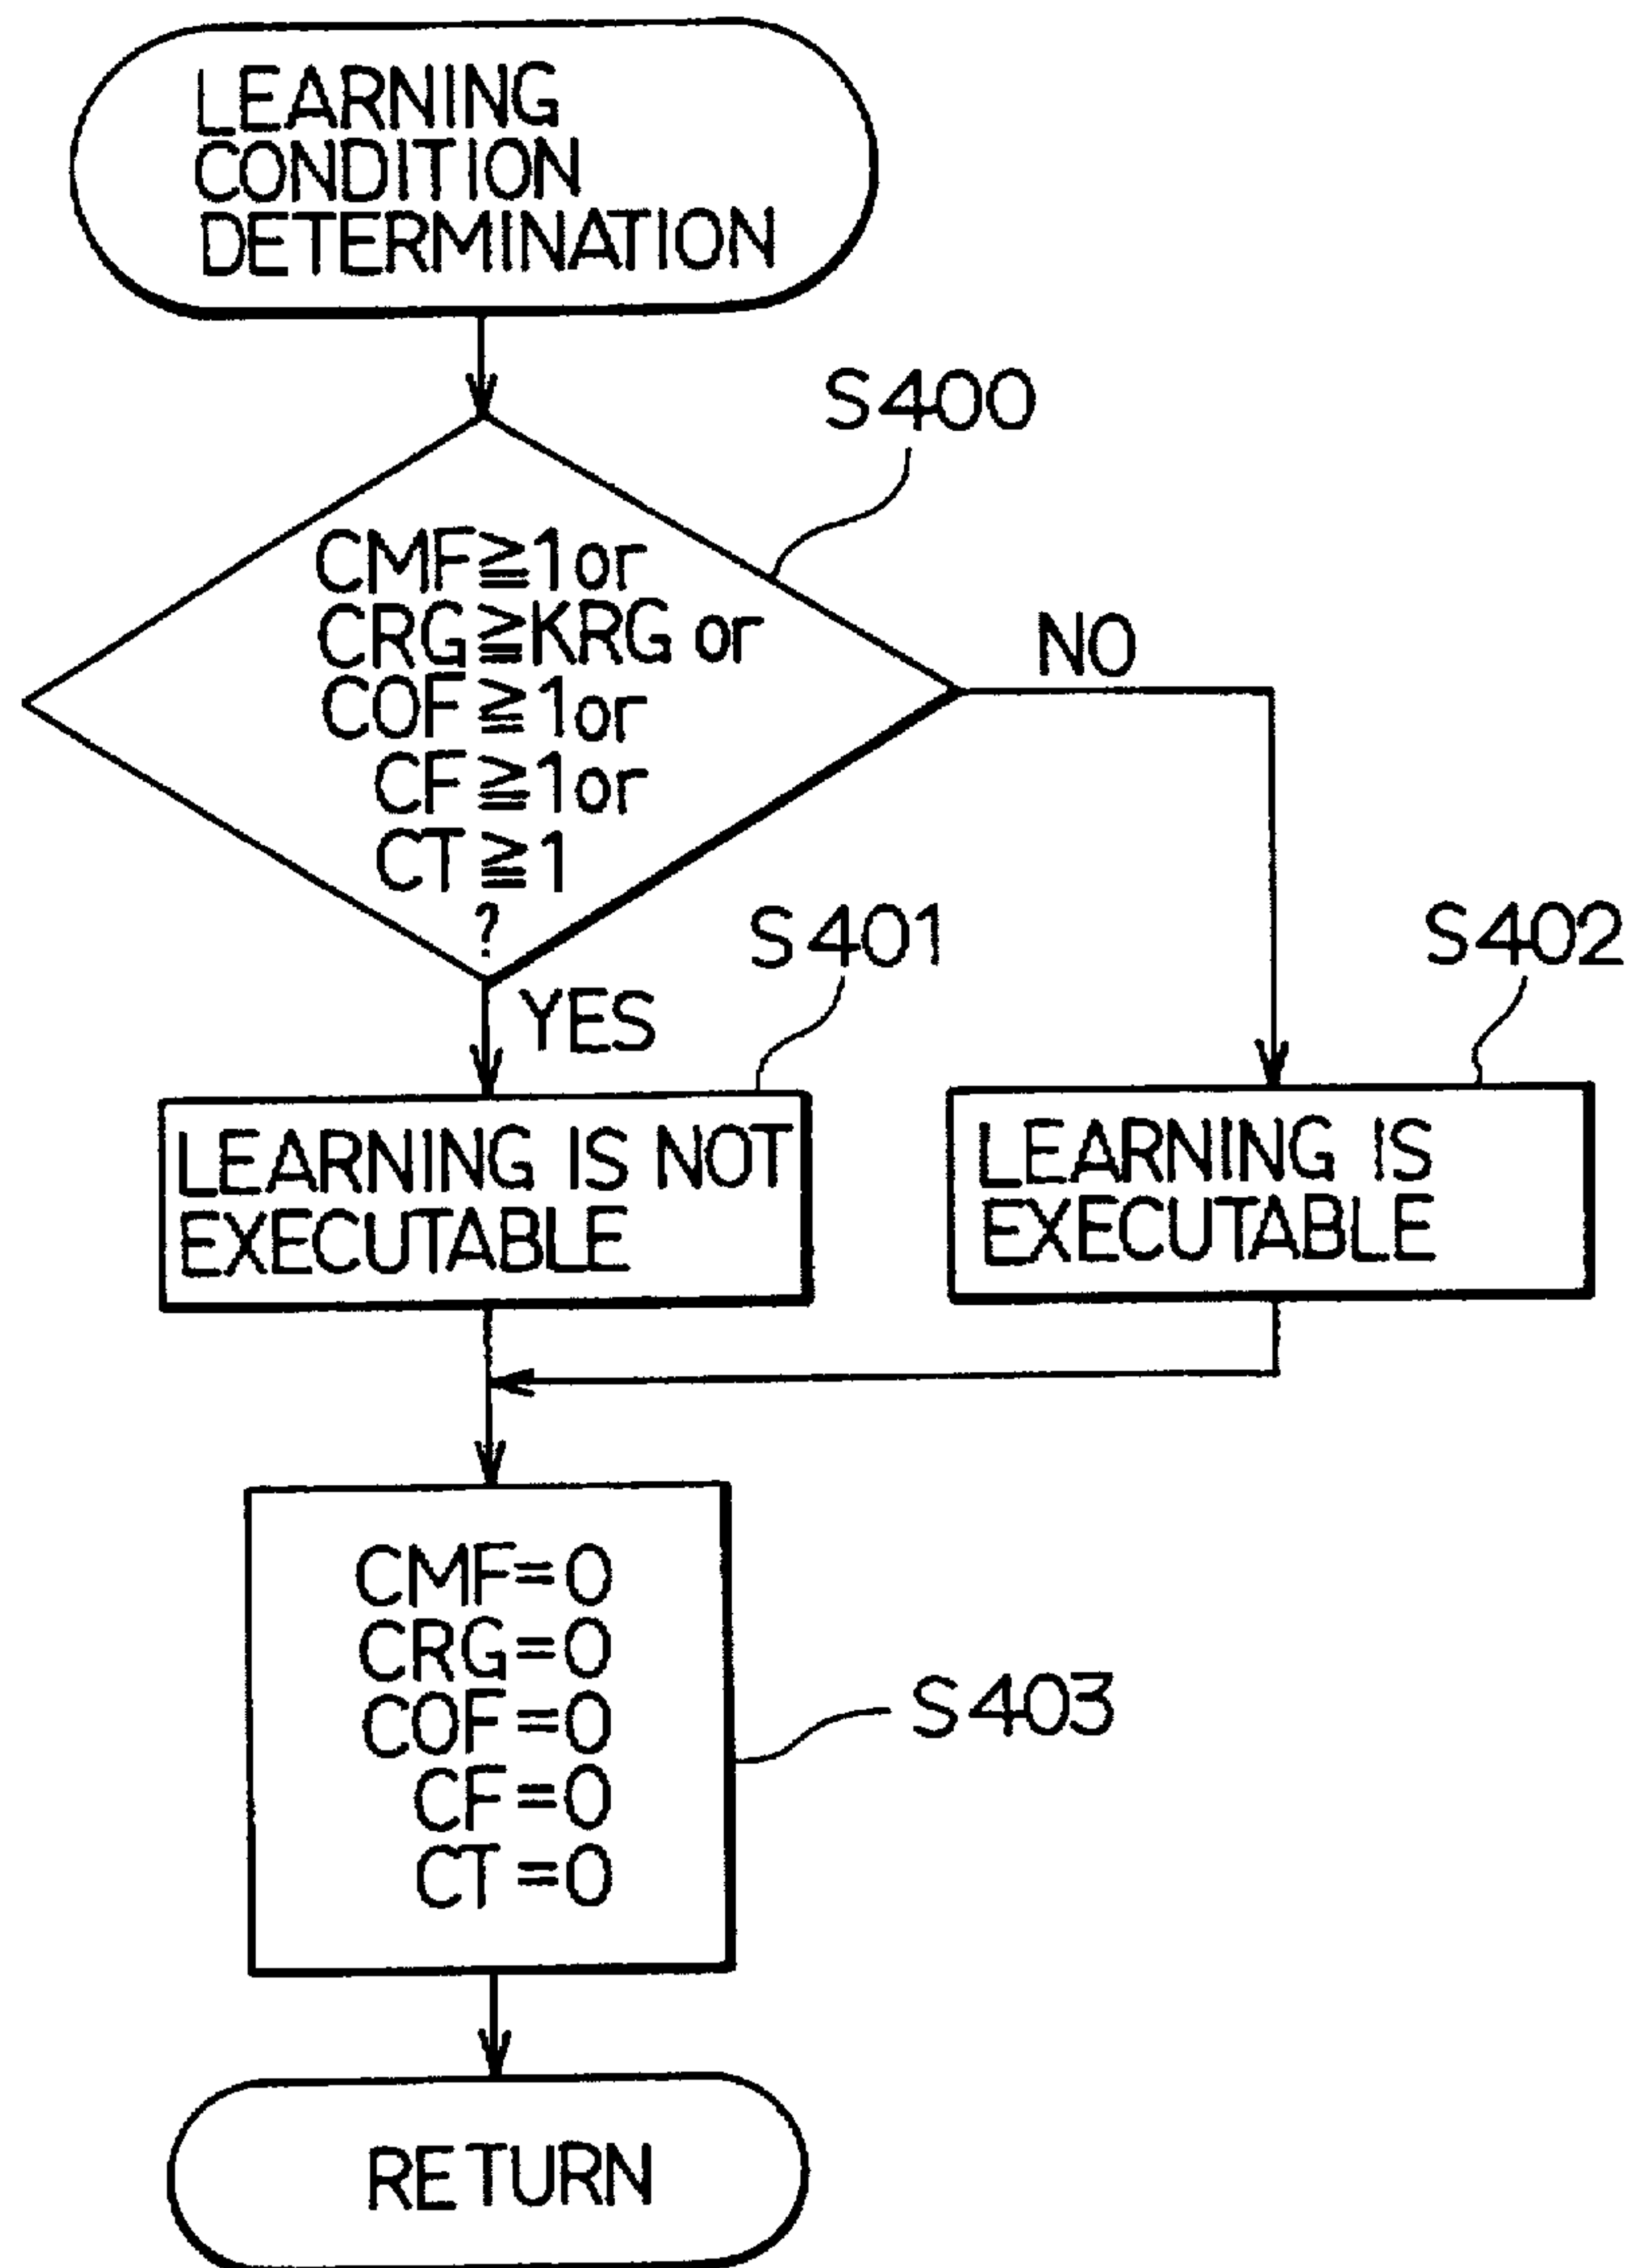 LEARNING
CONDITION
DETERMINATION
S400
CMF≧1or
CRG≧KRG or
COF≧1or
CF≧1or
CT≧1
?
NO
YES
S401
S402
LEARNING IS NOT
EXECUTABLE
LEARNING IS
EXECUTABLE
CMF=0
CRG=0
COF=0
CF=0
CT=0
S403
RETURN